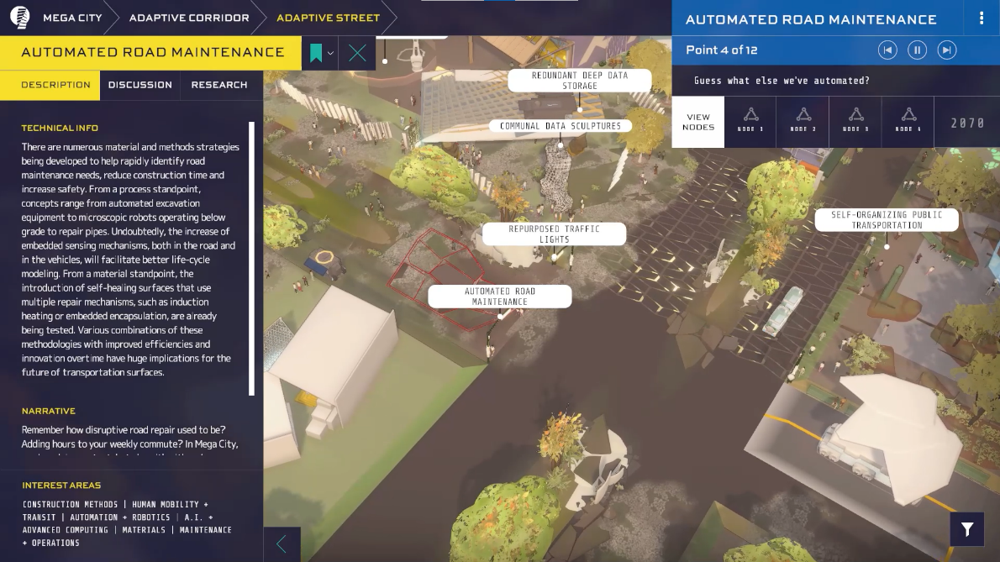 MEGA CITY
ADAPTIVE CORRIDOR
ADAPTIVE STREET
AUTOMATED ROAD MAINTENANCE
DESCRIPTION
DISCUSSION
RESEARCH
TECHNICAL INFO
There are numerous material and methods strategies
being developed to help rapidly identify road
maintenance needs, reduce construction time and
increase safety. From a process standpoint,
concepts range from automated excavation
equipment to microscopic robots operating below
grade to repair pipes. Undoubtedly, the increase of
embedded sensing mechanisms, both in the road and
in the vehicles, will facilitate better life-cycle
modeling. From a material standpoint, the
introduction of self-healing surfaces that use
multiple repair mechanisms, such as induction
heating or embedded encapsulation, are already
being tested. Various combinations of these
methodologies with improved efficiencies and
innovation overtime have huge implications for the
future of transportation surfaces.
NARRATIVE
Remember how disruptive road repair used to be?
Adding hours to your weekly commute? In Mega City,
INTEREST AREAS
CONSTRUCTION METHODS | HUMAN MOBILITY +
TRANSIT | AUTOMATION + ROBOTICS | A.I. +
ADVANCED COMPUTING | MATERIALS | MAINTENANCE
+ OPERATIONS
REDUNDANT DEEP DATA
STORAGE
COMMUNAL DATA SCULPTURES
REPURPOSED TRAFFIC
LIGHTS
AUTOMATED ROAD
MAINTENANCE
SELF-ORGANIZING PUBLIC
TRANSPORTATION
AUTOMATED ROAD MAINTENANCE
Point 4 of 12
Guess what else we've automated?
VIEW
NODES
NODE 1
NODE 2
NODE 3
NODE 4
2070